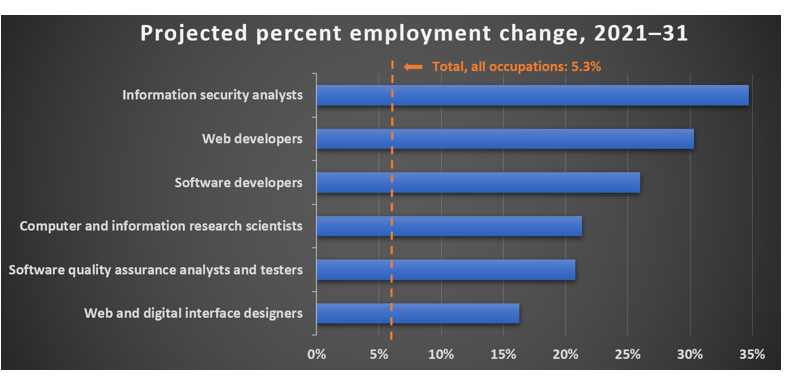 Projected percent employment change, 2021–31
Total, all occupations: 5.3%
Information security analysts
Web developers
Software developers
Computer and information research scientists
Software quality assurance analysts and testers
Web and digital interface designers
0% 5% 10% 15% 20% 25% 30% 35%